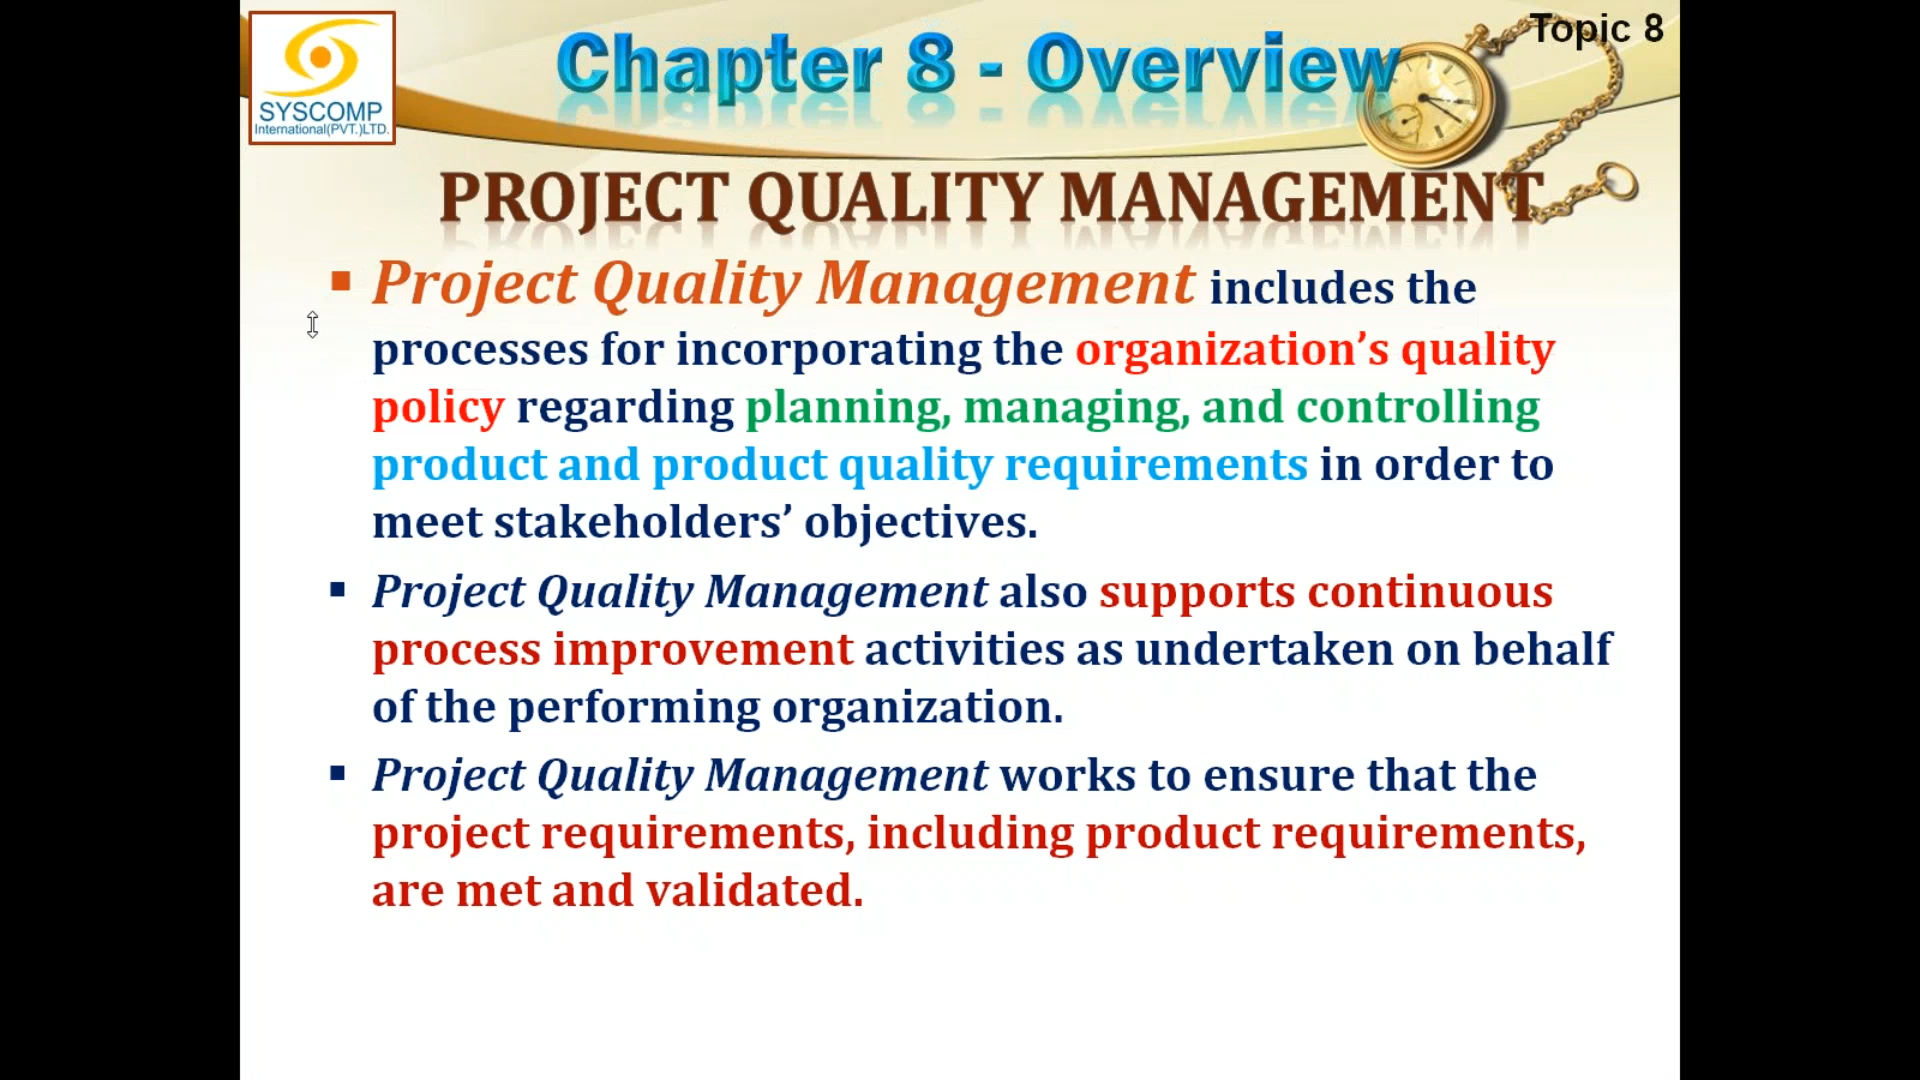 Topic 8
Chapter 8 - Overview
SYSCOMP
International(PVT.)LTD.
PROJECT QUALITY MANAGEMENT
▪ Project Quality Management includes the
processes for incorporating the organization’s quality
policy regarding planning, managing, and controlling
product and product quality requirements in order to
meet stakeholders’ objectives.
▪ Project Quality Management also supports continuous
process improvement activities as undertaken on behalf
of the performing organization.
▪ Project Quality Management works to ensure that the
project requirements, including product requirements,
are met and validated.